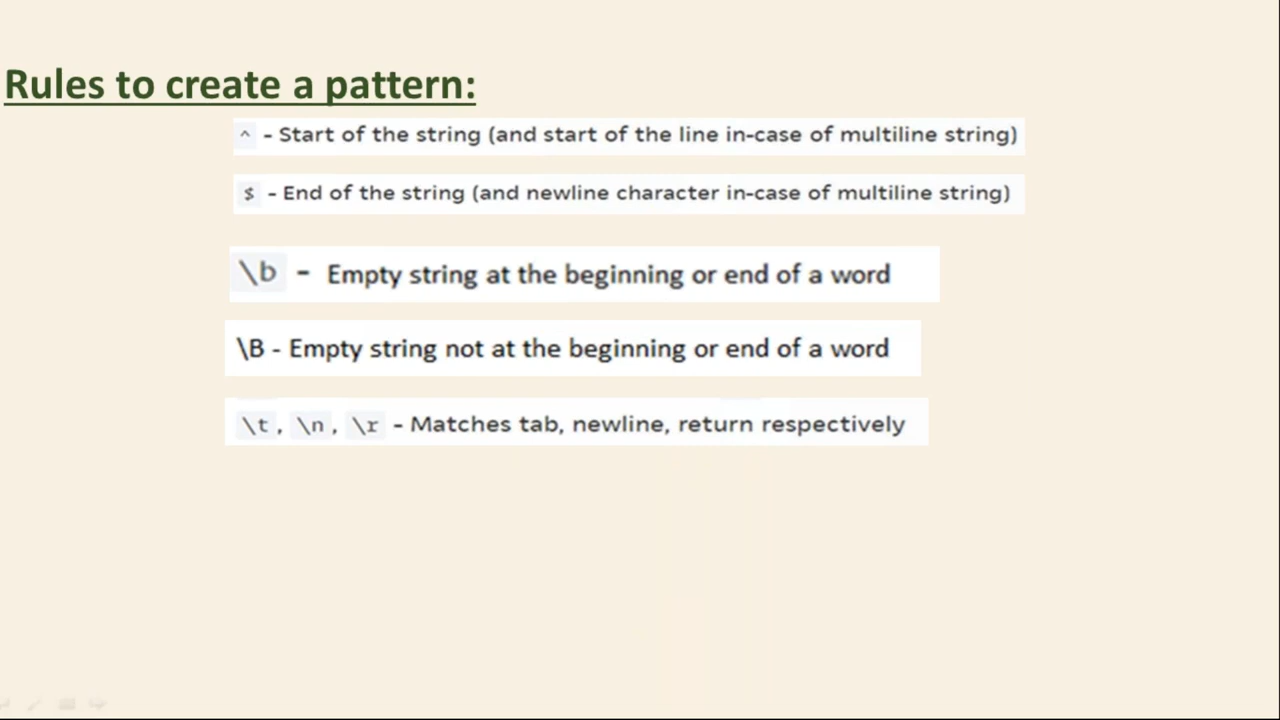 Rules to create a pattern:
^ - Start of the string (and start of the line in-case of multiline string)
$ - End of the string (and newline character in-case of multiline string)
\b - Empty string at the beginning or end of a word
\B - Empty string not at the beginning or end of a word
\t, \n, \r - Matches tab, newline, return respectively